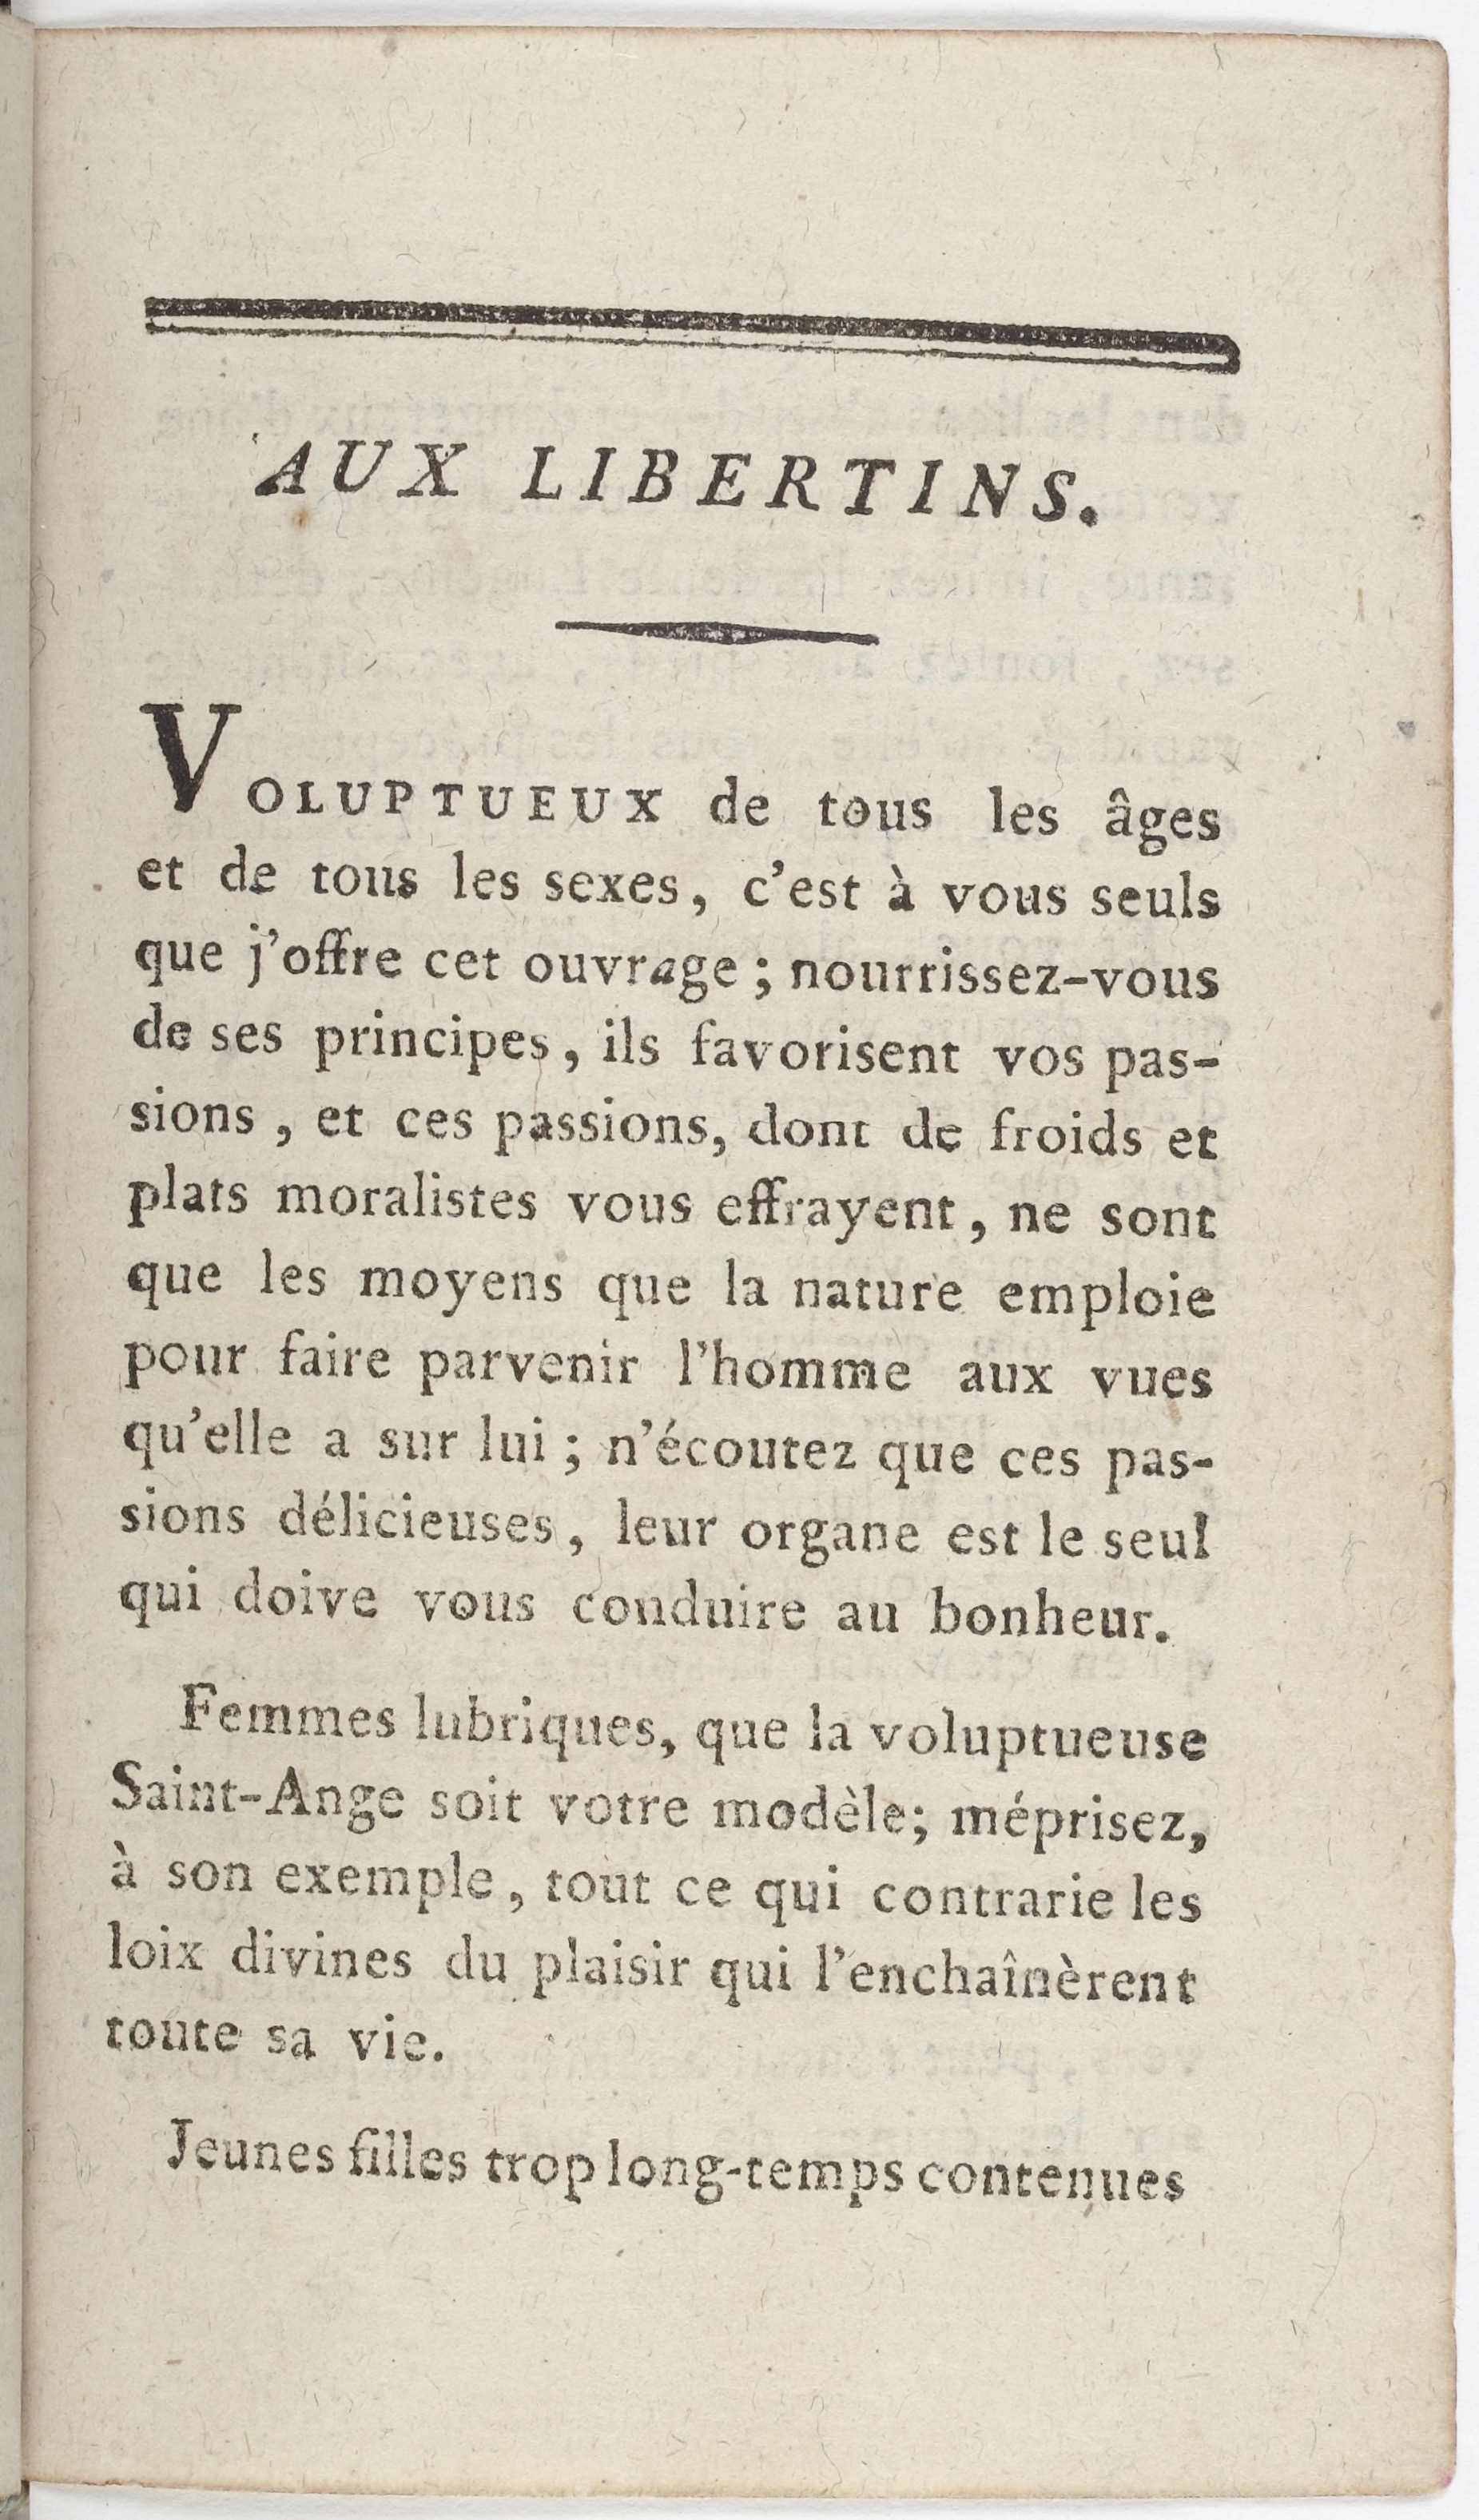 AUX LIBERTINS.
VOLUPTUEUX de tous les âges
et de tous les sexes, c'est à vous seuls
que j'offre cet ouvrage ; nourrissez-vous
de ses principes, ils favorisent vos pas-
sions , et ces passions, dont de froids et
plats moralistes vous effrayent, ne sont
que les moyens que la nature emploie
pour faire parvenir l'homme aux vues
qu'elle a sur lui ; n'écoutez que ces pas-
sions délicieuses, leur organe est le seul
qui doive vous conduire au bonheur.
Femmes lubriques, que la voluptueuse
Saint-Ange soit votre modèle; méprisez,
à son exemple, tout ce qui contrarie les
loix divines du plaisir qui l'enchaînèrent
toute sa vie.
Jeunes filles trop long-temps contenues